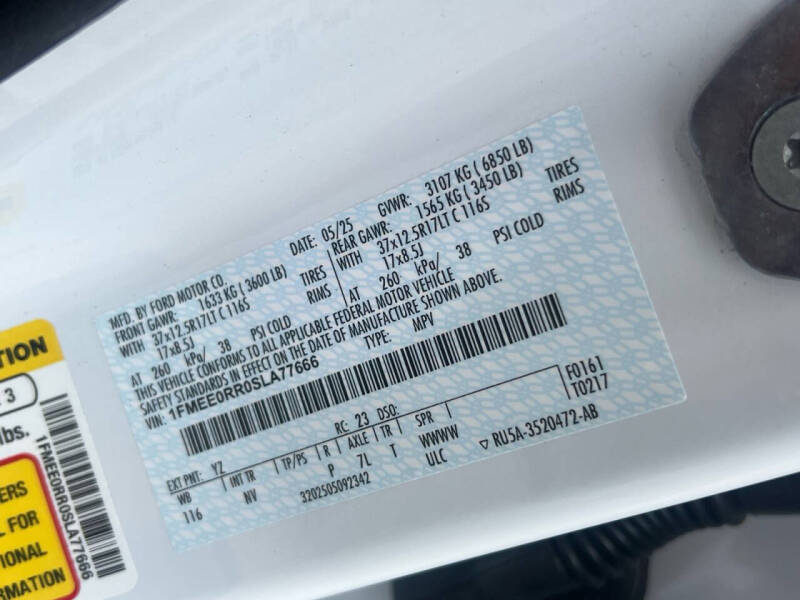 MFD. BY FORD MOTOR CO.
DATE: 05/25
GVWR: 3107 KG ( 6850 LB)
FRONT GAWR: 1633 KG ( 3600 LB)
REAR GAWR: 1565 KG ( 3450 LB)
WITH 37x12.5R17LT C 116S TIRES
WITH 37x12.5R17LT C 116S TIRES
17x8.5J RIMS
17x8.5J RIMS
AT 260 kPa/ 38 PSI COLD
AT 260 kPa/ 38 PSI COLD
THIS VEHICLE CONFORMS TO ALL APPLICABLE FEDERAL MOTOR VEHICLE
SAFETY STANDARDS IN EFFECT ON THE DATE OF MANUFACTURE SHOWN ABOVE.
VIN: 1FMEE0RR0SLA77666
TYPE: MPV
F0161
T0217
RC: 23 DSO:
EXT PNT: YZ
WB INT TR TP/PS R AXLE TR SPR
116 NV P 7L T WWWW
3202505092342 ULC
RU5A-3520472-AB
TION
3
lbs.
1FMEE0RR0SLA77666
ERS
L FOR
TIONAL
RMATION